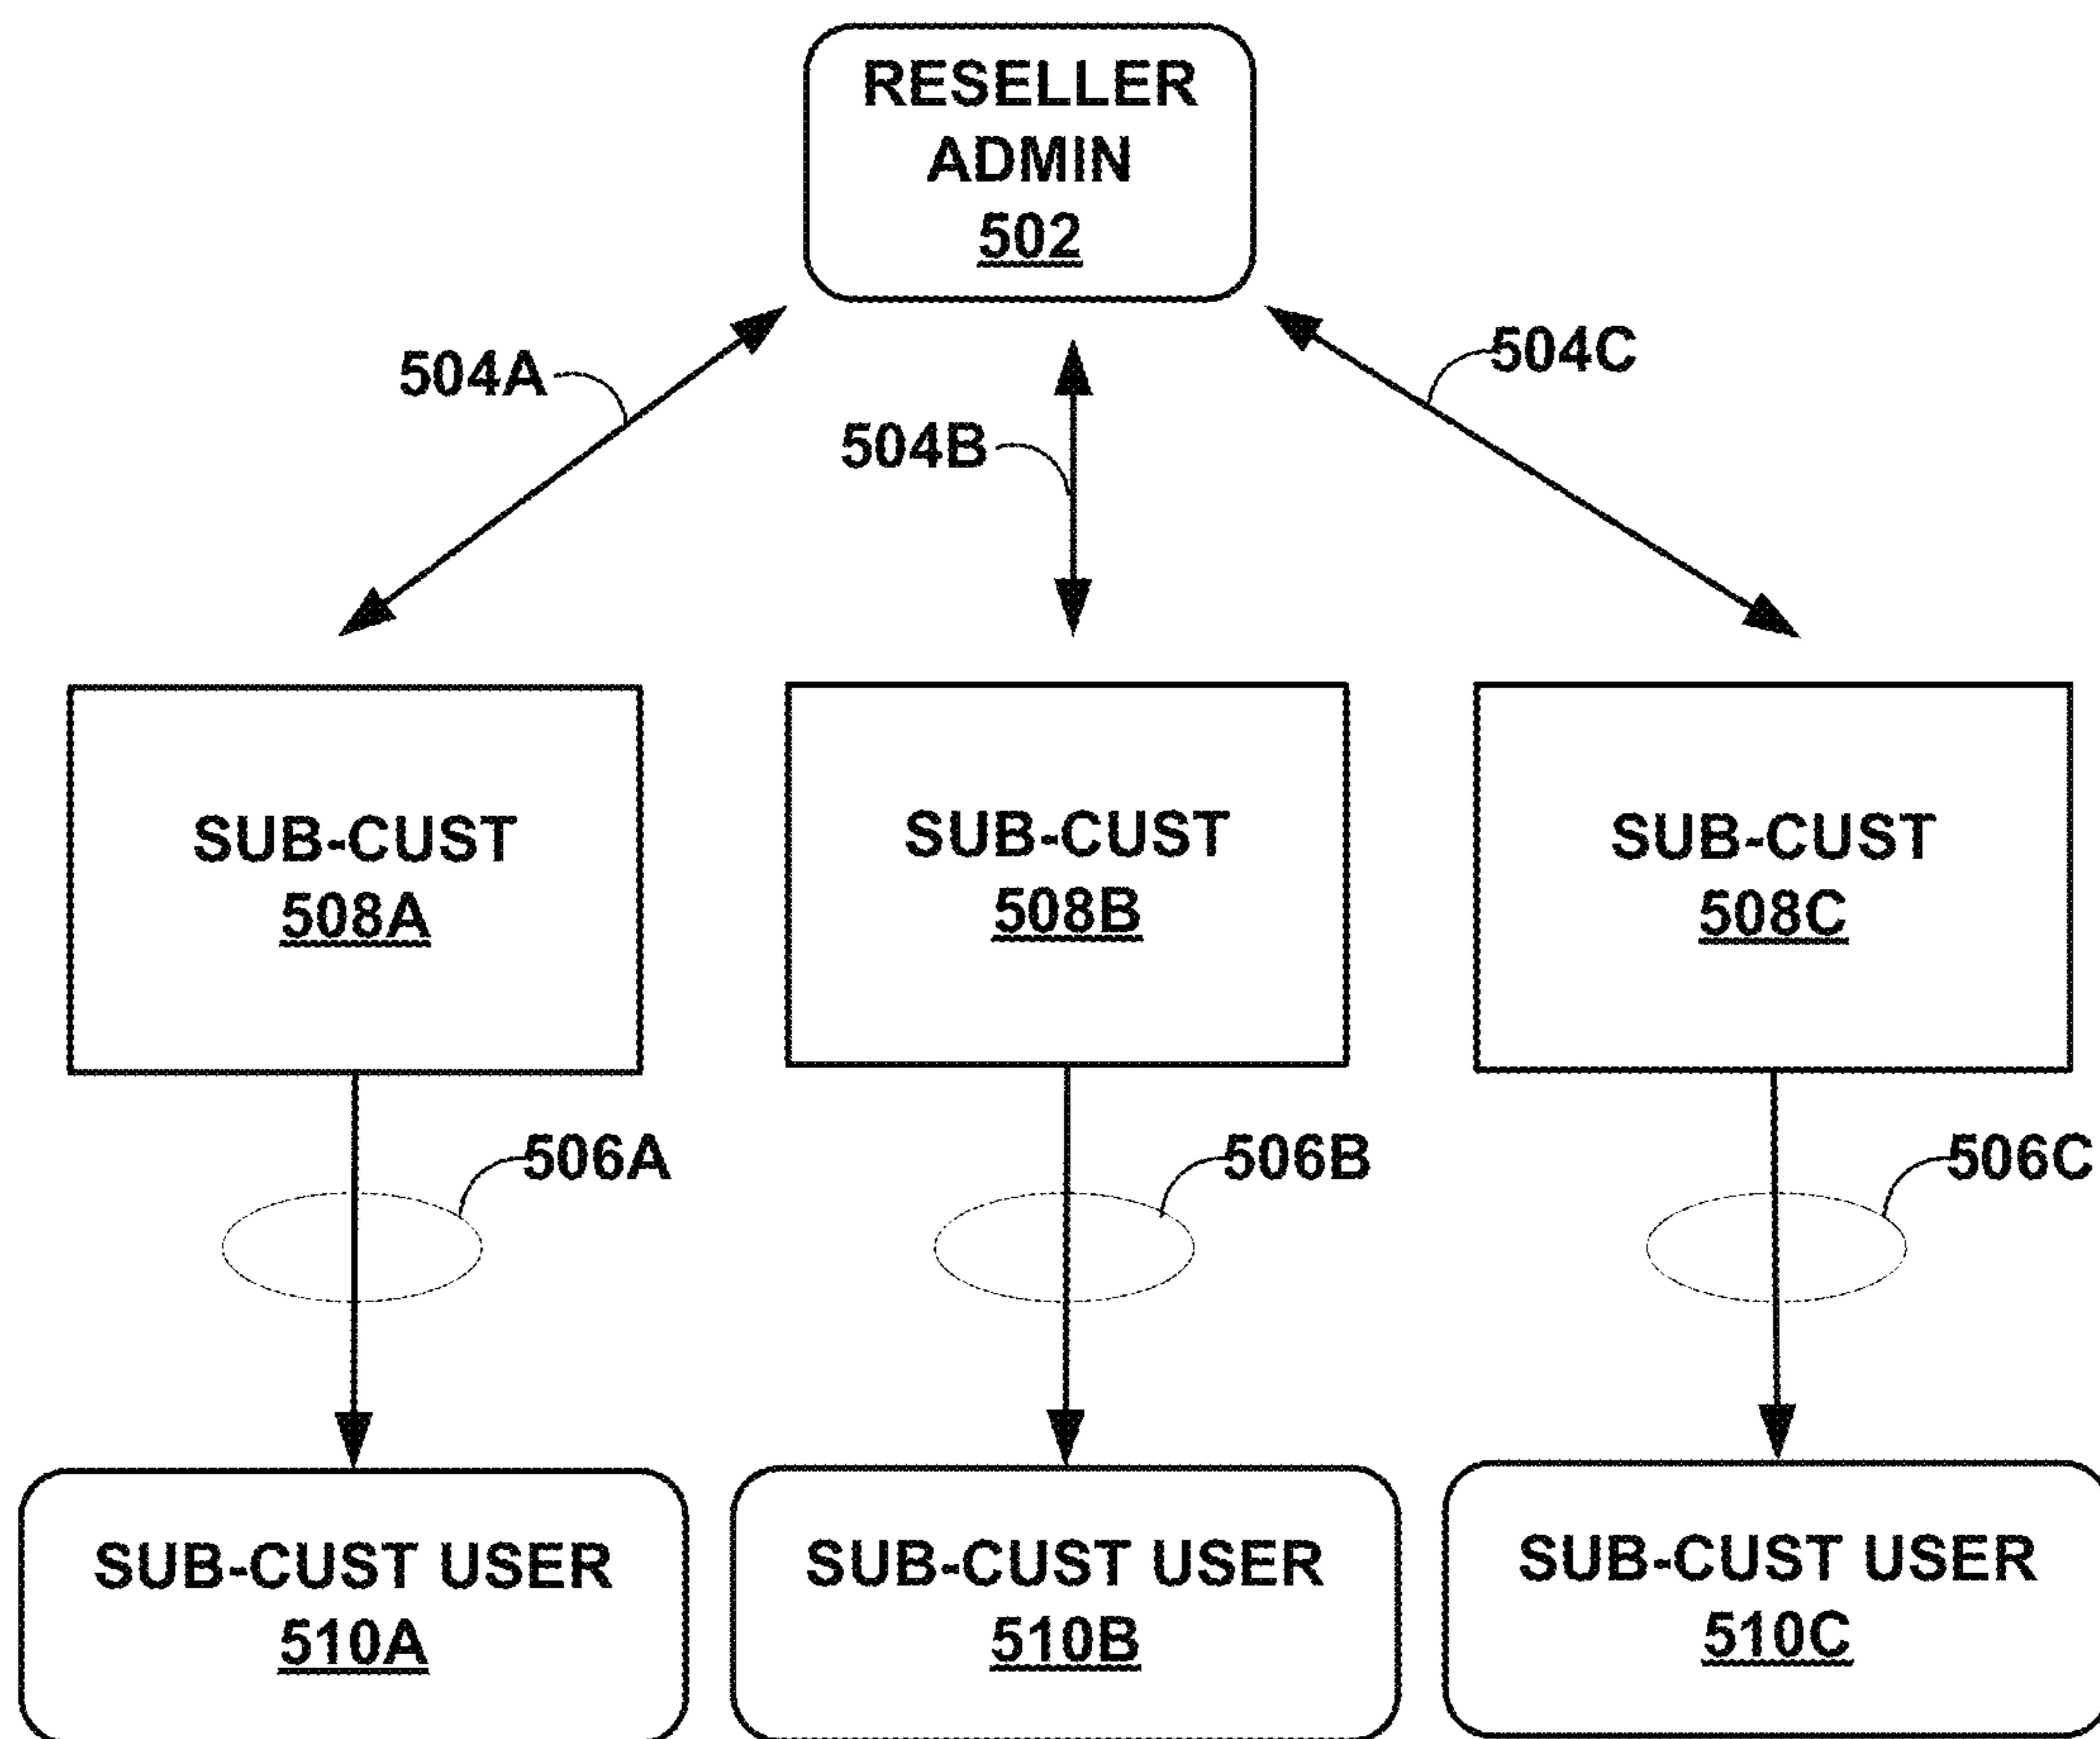 RESELLER
ADMIN
502
504A
504B
504C
SUB-CUST
508A
SUB-CUST
508B
SUB-CUST
508C
506A
506B
506C
SUB-CUST USER
510A
SUB-CUST USER
510B
SUB-CUST USER
510C